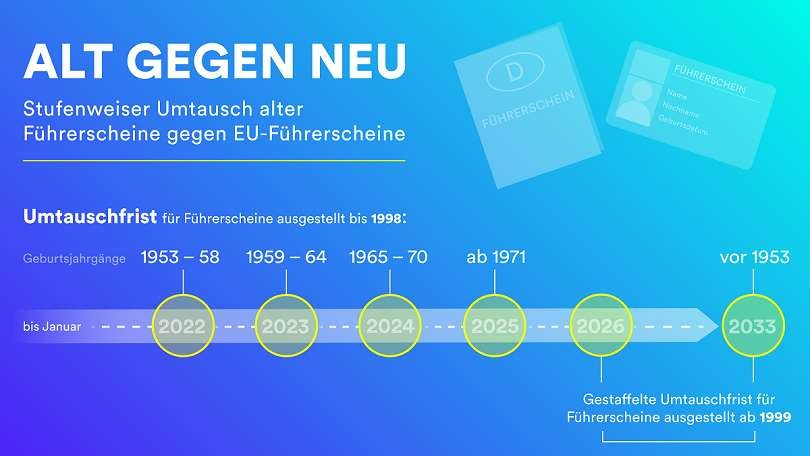 ALT GEGEN NEU
Stufenweiser Umtausch alter
Führerscheine gegen EU-Führerscheine
D
FÜHRERSCHEIN
FÜHRERSCHEIN
Name
Nachname
Geburtsdatum
Umtauschfrist für Führerscheine ausgestellt bis 1998:
Geburtsjahrgänge 1953 – 58 1959 – 64 1965 – 70 ab 1971 vor 1953
bis Januar 2022 2023 2024 2025 2026 2033
Gestaffelte Umtauschfrist für
Führerscheine ausgestellt ab 1999